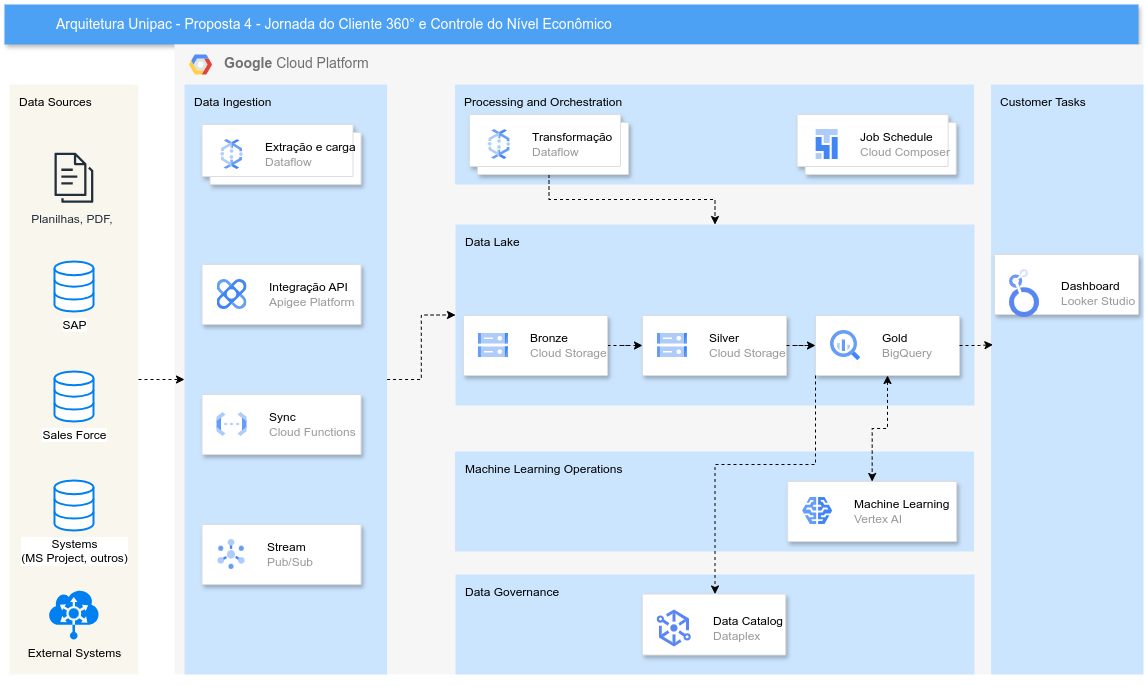 Arquitetura Unipac - Proposta 4 - Jornada do Cliente 360° e Controle do Nível Econômico
Google Cloud Platform
Data Sources
Planilhas, PDF,
SAP
Sales Force
Systems
(MS Project, outros)
External Systems
Data Ingestion
Extração e carga
Dataflow
Integração API
Apigee Platform
Sync
Cloud Functions
Stream
Pub/Sub
Processing and Orchestration
Transformação
Dataflow
Job Schedule
Cloud Composer
Data Lake
Bronze
Cloud Storage
Silver
Cloud Storage
Gold
BigQuery
Machine Learning Operations
Machine Learning
Vertex AI
Data Governance
Data Catalog
Dataplex
Customer Tasks
Dashboard
Looker Studio